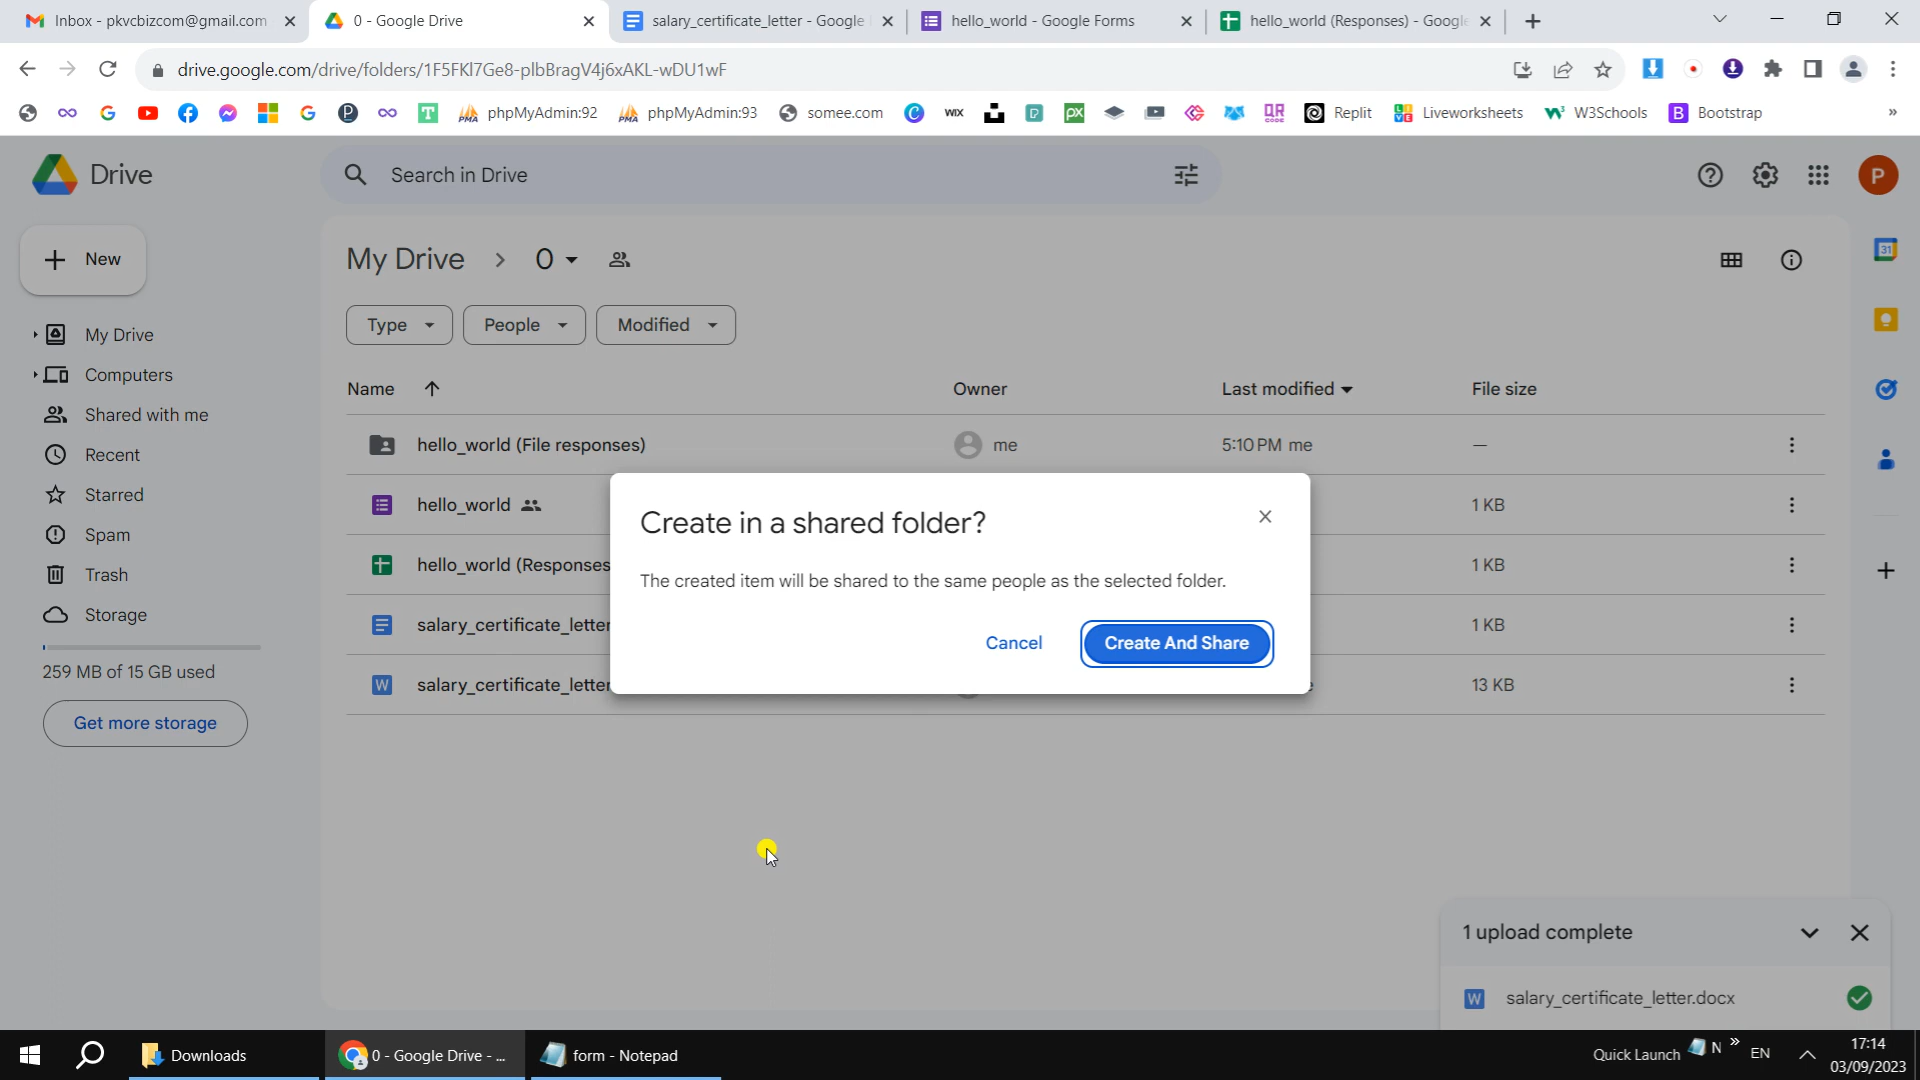 Inbox - pkvcbizcom@gmail.com
0 - Google Drive
salary_certificate_letter - Google
hello_world - Google Forms
hello_world (Responses) - Google
drive.google.com/drive/folders/1F5FKl7Ge8-plbBragV4j6xAKL-wDU1wF
phpMyAdmin:92
phpMyAdmin:93
somee.com
WIX
Replit
Liveworksheets
W3Schools
Bootstrap
Drive
Search in Drive
P
New
My Drive > 0
Type
People
Modified
My Drive
Computers
Shared with me
Recent
Starred
Spam
Trash
Storage
259 MB of 15 GB used
Get more storage
Name
Owner
Last modified
File size
hello_world (File responses)
me
5:10 PM me
—
hello_world
1 KB
hello_world (Responses
1 KB
salary_certificate_letter
1 KB
salary_certificate_letter
13 KB
Create in a shared folder?
The created item will be shared to the same people as the selected folder.
Cancel
Create And Share
1 upload complete
salary_certificate_letter.docx
Downloads
0 - Google Drive - ...
form - Notepad
Quick Launch
N
EN
17:14
03/09/2023